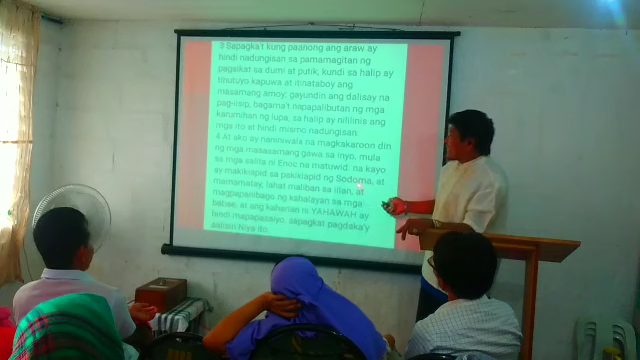 3 Sapagka't kung paanong ang araw ay
hindi nadungisan sa pamamagitan ng
pagsikat sa dumi at putik, kundi sa halip ay
tinutuyo kapuwa at itinataboy ang
masamang amoy; gayundin ang dalisay na
pag-iisip, bagama't napapalibutan ng mga
karumihan ng lupa, sa halip ay nililinis ang
mga ito at hindi mismo nadungisan.
4 At ako ay naniniwala na magkakaroon din
ng mga masasamang gawa sa inyo, mula
sa mga salita ni Enoc na matuwid: na kayo
ay makikiapid sa pakikiapid ng Sodoma, at
mamamatay, lahat maliban sa iilan, at
magpapanibago ng kahalayan sa mga
babae; at ang kaharian ni YAHAWAH ay
hindi mapapasaiyo, sapagkat pagdaka'y
aalisin Niya ito.